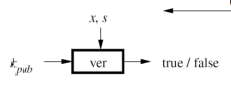 x, s
k_pub ver true / false